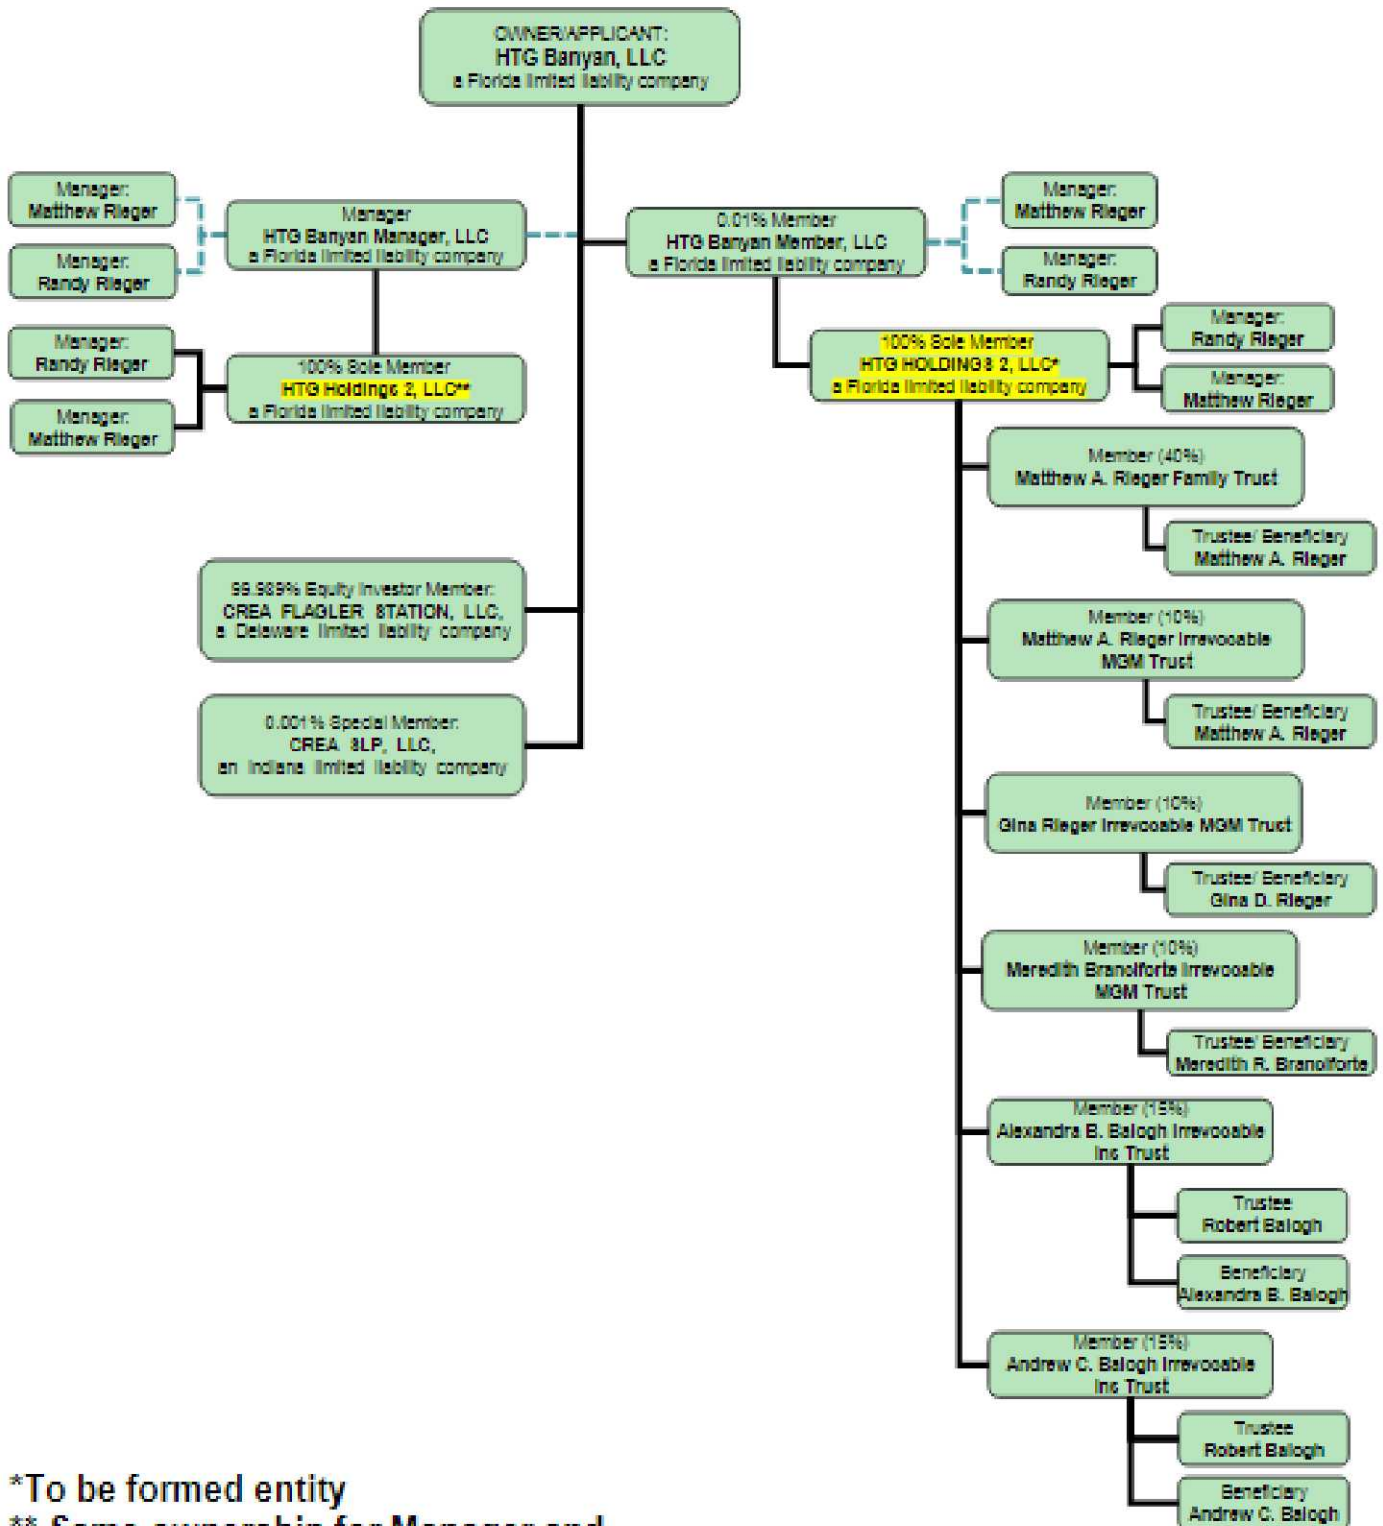 OWNER/APPLICANT:
HTG Banyan, LLC
a Florida limited liability company
Manager:
Matthew Rieger
Manager:
Randy Rieger
Manager
HTG Banyan Manager, LLC
a Florida limited liability company
0.01% Member
HTG Banyan Member, LLC
a Florida limited liability company
Manager:
Matthew Rieger
Manager:
Randy Rieger
Manager:
Randy Rieger
Manager:
Matthew Rieger
100% Sole Member
HTG Holdings 2, LLC**
a Florida limited liability company
100% Sole Member
HTG HOLDINGS 2, LLC*
a Florida limited liability company
Manager:
Randy Rieger
Manager:
Matthew Rieger
99.989% Equity Investor Member:
CREA FLAGLER STATION, LLC,
a Delaware limited liability company
0.001% Special Member:
CREA SLP, LLC,
an Indiana limited liability company
Member (40%)
Matthew A. Rieger Family Trust
Trustee/ Beneficiary
Matthew A. Rieger
Member (10%)
Matthew A. Rieger Irrevocable
MGM Trust
Trustee/ Beneficiary
Matthew A. Rieger
Member (10%)
Gina Rieger Irrevocable MGM Trust
Trustee/ Beneficiary
Gina D. Rieger
Member (10%)
Meredith Branciforte Irrevocable
MGM Trust
Trustee/ Beneficiary
Meredith R. Branciforte
Member (15%)
Alexandra B. Balogh Irrevocable
Ins Trust
Trustee
Robert Balogh
Beneficiary
Alexandra B. Balogh
Member (15%)
Andrew C. Balogh Irrevocable
Ins Trust
Trustee
Robert Balogh
Beneficiary
Andrew C. Balogh
*To be formed entity
** Same ownership for Manager and